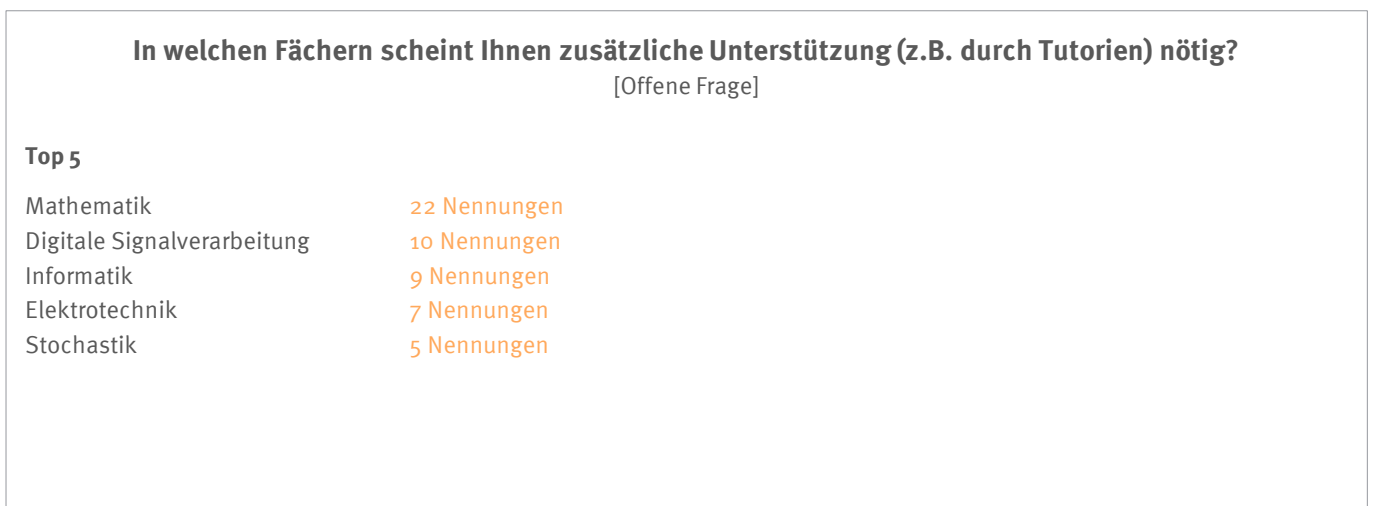 In welchen Fächern scheint Ihnen zusätzliche Unterstützung (z.B. durch Tutorien) nötig?
[Offene Frage]
Top 5
Mathematik 22 Nennungen
Digitale Signalverarbeitung 10 Nennungen
Informatik 9 Nennungen
Elektrotechnik 7 Nennungen
Stochastik 5 Nennungen